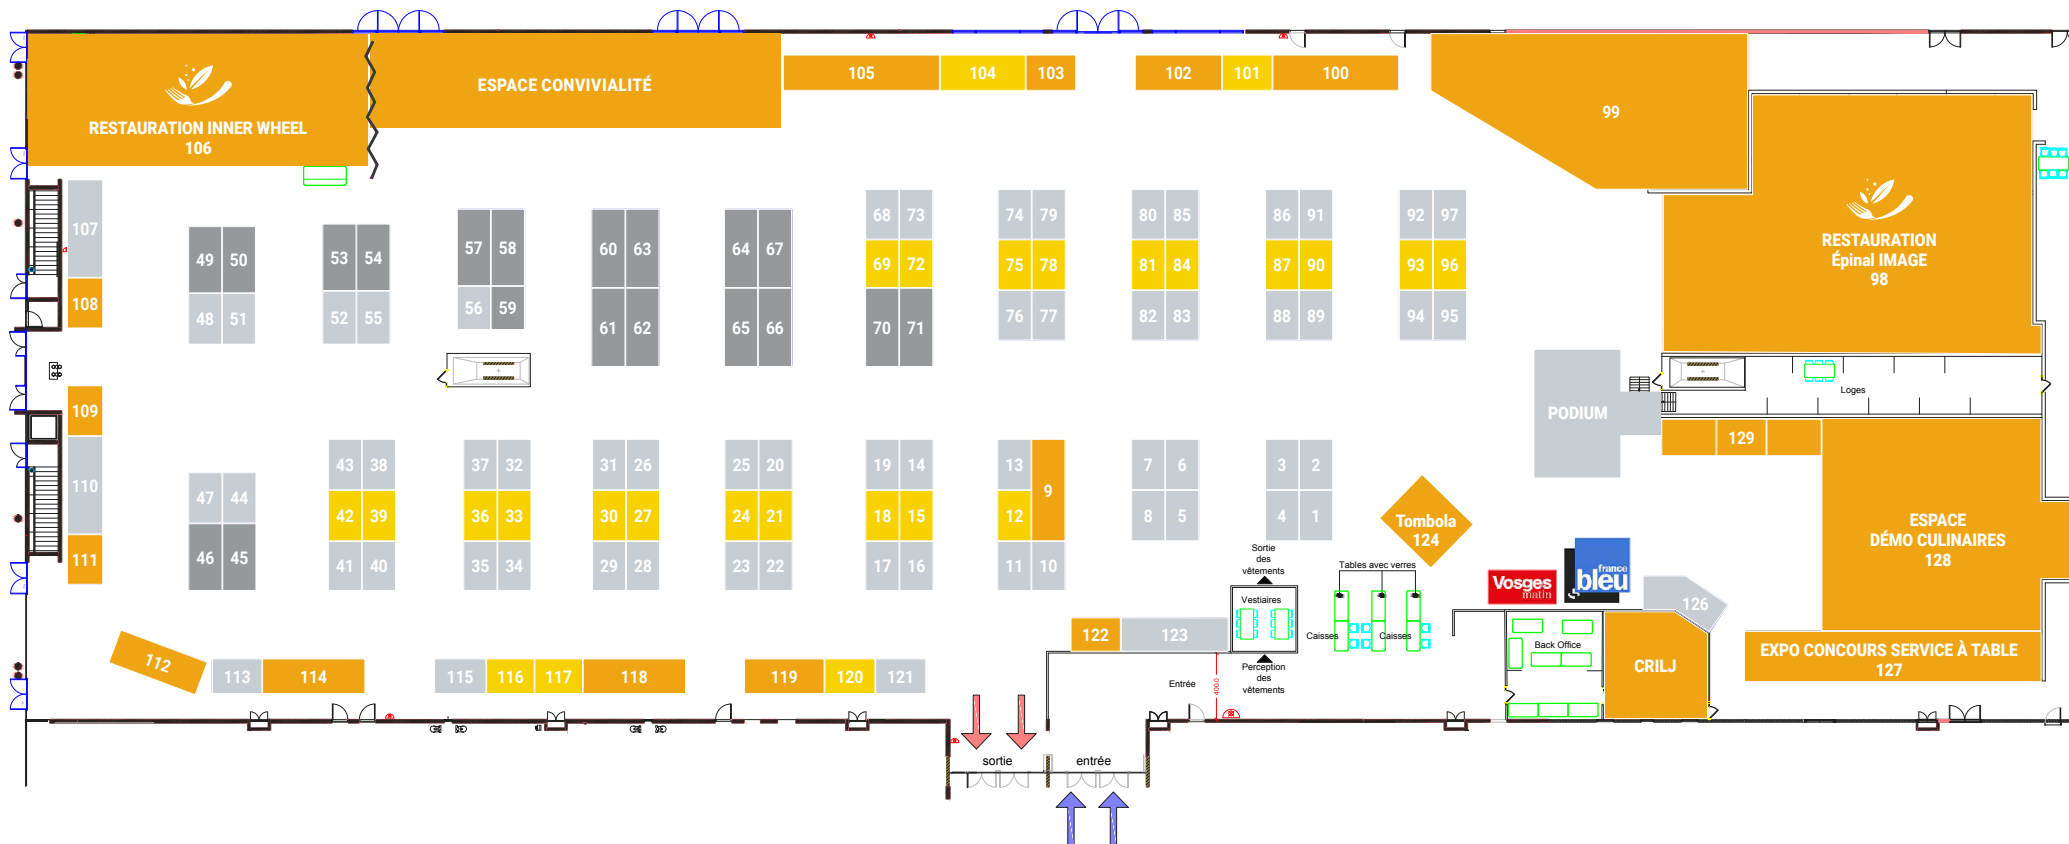 105
104
103
102
101
100
ESPACE CONVIVIALITÉ
99
RESTAURATION INNER WHEEL
106
107
108
109
110
111
49 50
48 51
53 54
52 55
57 58
56 59
60 63
61 62
64 67
65 66
68 73
69 72
70 71
74 79
75 78
76 77
80 85
81 84
82 83
86 91
87 90
88 89
92 97
93 96
94 95
RESTAURATION
Épinal IMAGE
98
Loges
PODIUM
129
47 44
46 45
43 38
42 39
41 40
37 32
36 33
35 34
31 26
30 27
29 28
25 20
24 21
23 22
19 14
18 15
17 16
13
9
12
11 10
7 6
8 5
3 2
4 1
Tombola
124
ESPACE
DÉMO CULINAIRES
128
Sortie
des
vêtements
Vestiaires
Perception
des
vêtements
Tables avec verres
Caisses
Caisses
Vosges
matin
france
bleu
126
Back Office
CRILJ
EXPO CONCOURS SERVICE À TABLE
127
112
113
114
115
116
117
118
119
120
121
122
123
Entrée
4000
sortie
entrée